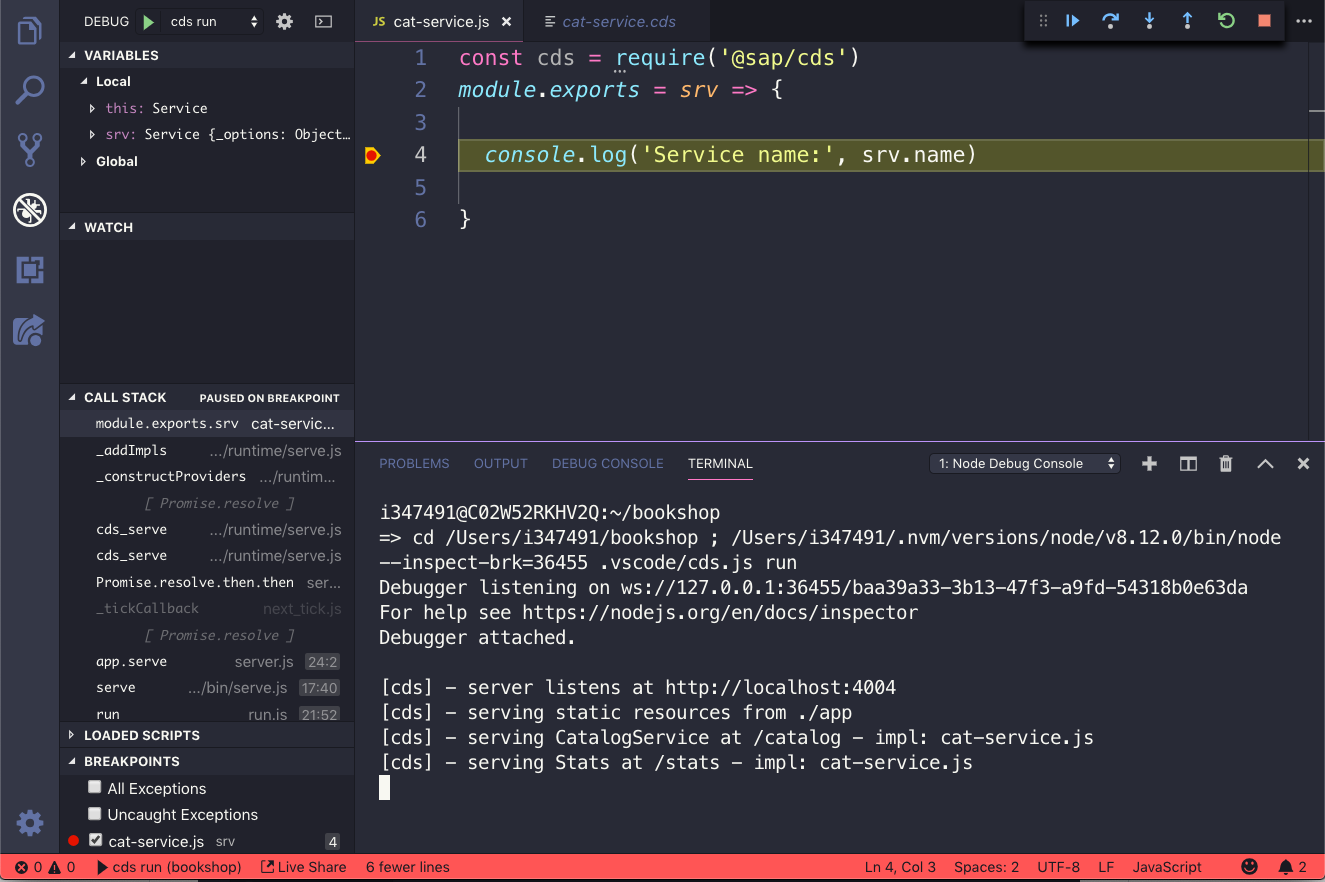 DEBUG cds run
VARIABLES
Local
this: Service
srv: Service {_options: Object…
Global
WATCH
CALL STACK PAUSED ON BREAKPOINT
module.exports.srv cat-servic...
_addImpls .../runtime/serve.js
_constructProviders .../runtim...
[ Promise.resolve ]
cds_serve .../runtime/serve.js
cds_serve .../runtime/serve.js
Promise.resolve.then.then ser...
_tickCallback next_tick.js
[ Promise.resolve ]
app.serve server.js 24:2
serve .../bin/serve.js 17:40
run run.js 21:52
LOADED SCRIPTS
BREAKPOINTS
All Exceptions
Uncaught Exceptions
cat-service.js srv 4
JS cat-service.js cat-service.cds
1 const cds = require('@sap/cds')
2 module.exports = srv => {
3
4 console.log('Service name:', srv.name)
5
6 }
PROBLEMS OUTPUT DEBUG CONSOLE TERMINAL 1: Node Debug Console
i347491@C02W52RKHV2Q:~/bookshop
=> cd /Users/i347491/bookshop ; /Users/i347491/.nvm/versions/node/v8.12.0/bin/node
--inspect-brk=36455 .vscode/cds.js run
Debugger listening on ws://127.0.0.1:36455/baa39a33-3b13-47f3-a9fd-54318b0e63da
For help see https://nodejs.org/en/docs/inspector
Debugger attached.
[cds] - server listens at http://localhost:4004
[cds] - serving static resources from ./app
[cds] - serving CatalogService at /catalog - impl: cat-service.js
[cds] - serving Stats at /stats - impl: cat-service.js
0 0 cds run (bookshop) Live Share 6 fewer lines Ln 4, Col 3 Spaces: 2 UTF-8 LF JavaScript 2